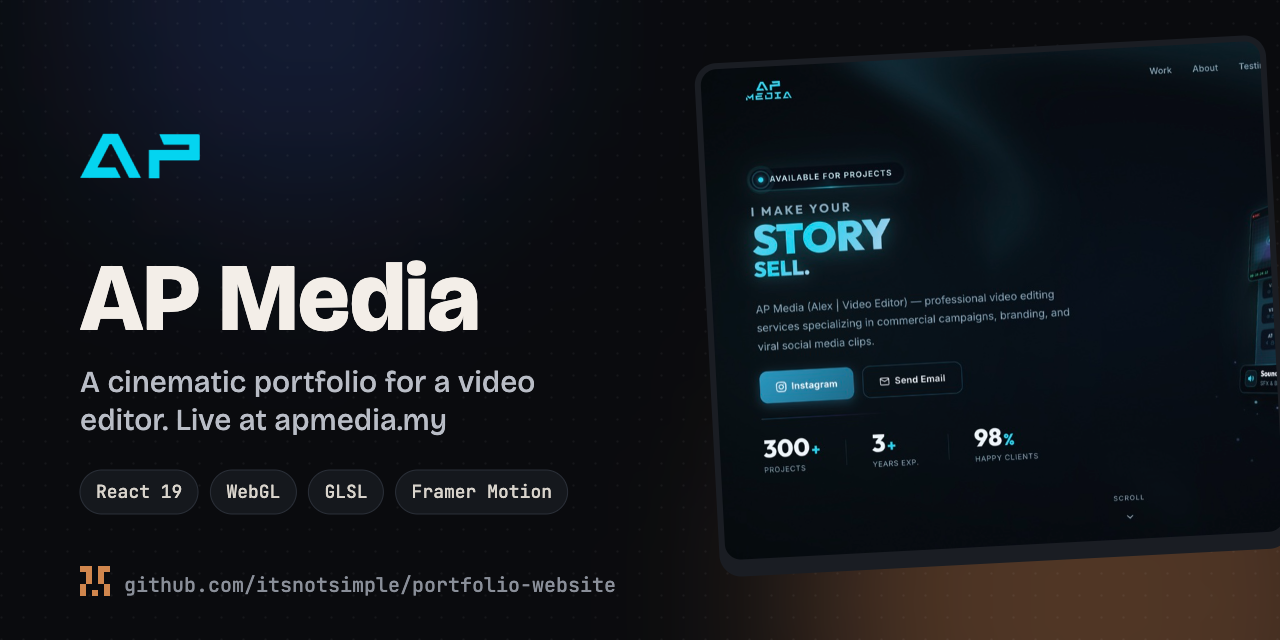 AP
AP Media
A cinematic portfolio for a video
editor. Live at apmedia.my
React 19
WebGL
GLSL
Framer Motion
github.com/itsnotsimple/portfolio-website
AP
MEDIA
Work
About
AVAILABLE FOR PROJECTS
I MAKE YOUR
STORY
SELL.
AP Media (Alex | Video Editor) — professional video editing
services specializing in commercial campaigns, branding, and
viral social media clips.
Instagram
Send Email
300+
PROJECTS
3+
YEARS EXP.
98%
HAPPY CLIENTS
SCROLL